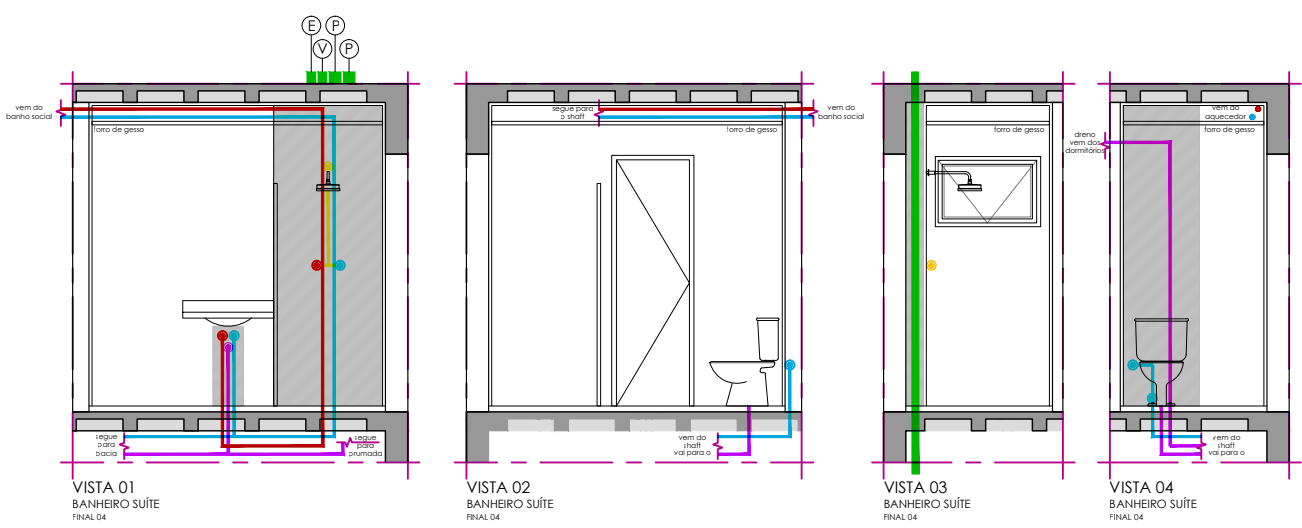 E P
V P
vem do
banho social
forro de gesso
segue
para
bacia
segue
para
prumada
VISTA 01
BANHEIRO SUÍTE
FINAL 04
segue para
o shaft
vem do
banho social
forro de gesso
vem do
shaft
vai para o
VISTA 02
BANHEIRO SUÍTE
FINAL 04
forro de gesso
VISTA 03
BANHEIRO SUÍTE
FINAL 04
dreno
vem dos
dormitórios
vem do
aquecedor
forro de gesso
vem do
shaft
vai para o
VISTA 04
BANHEIRO SUÍTE
FINAL 04